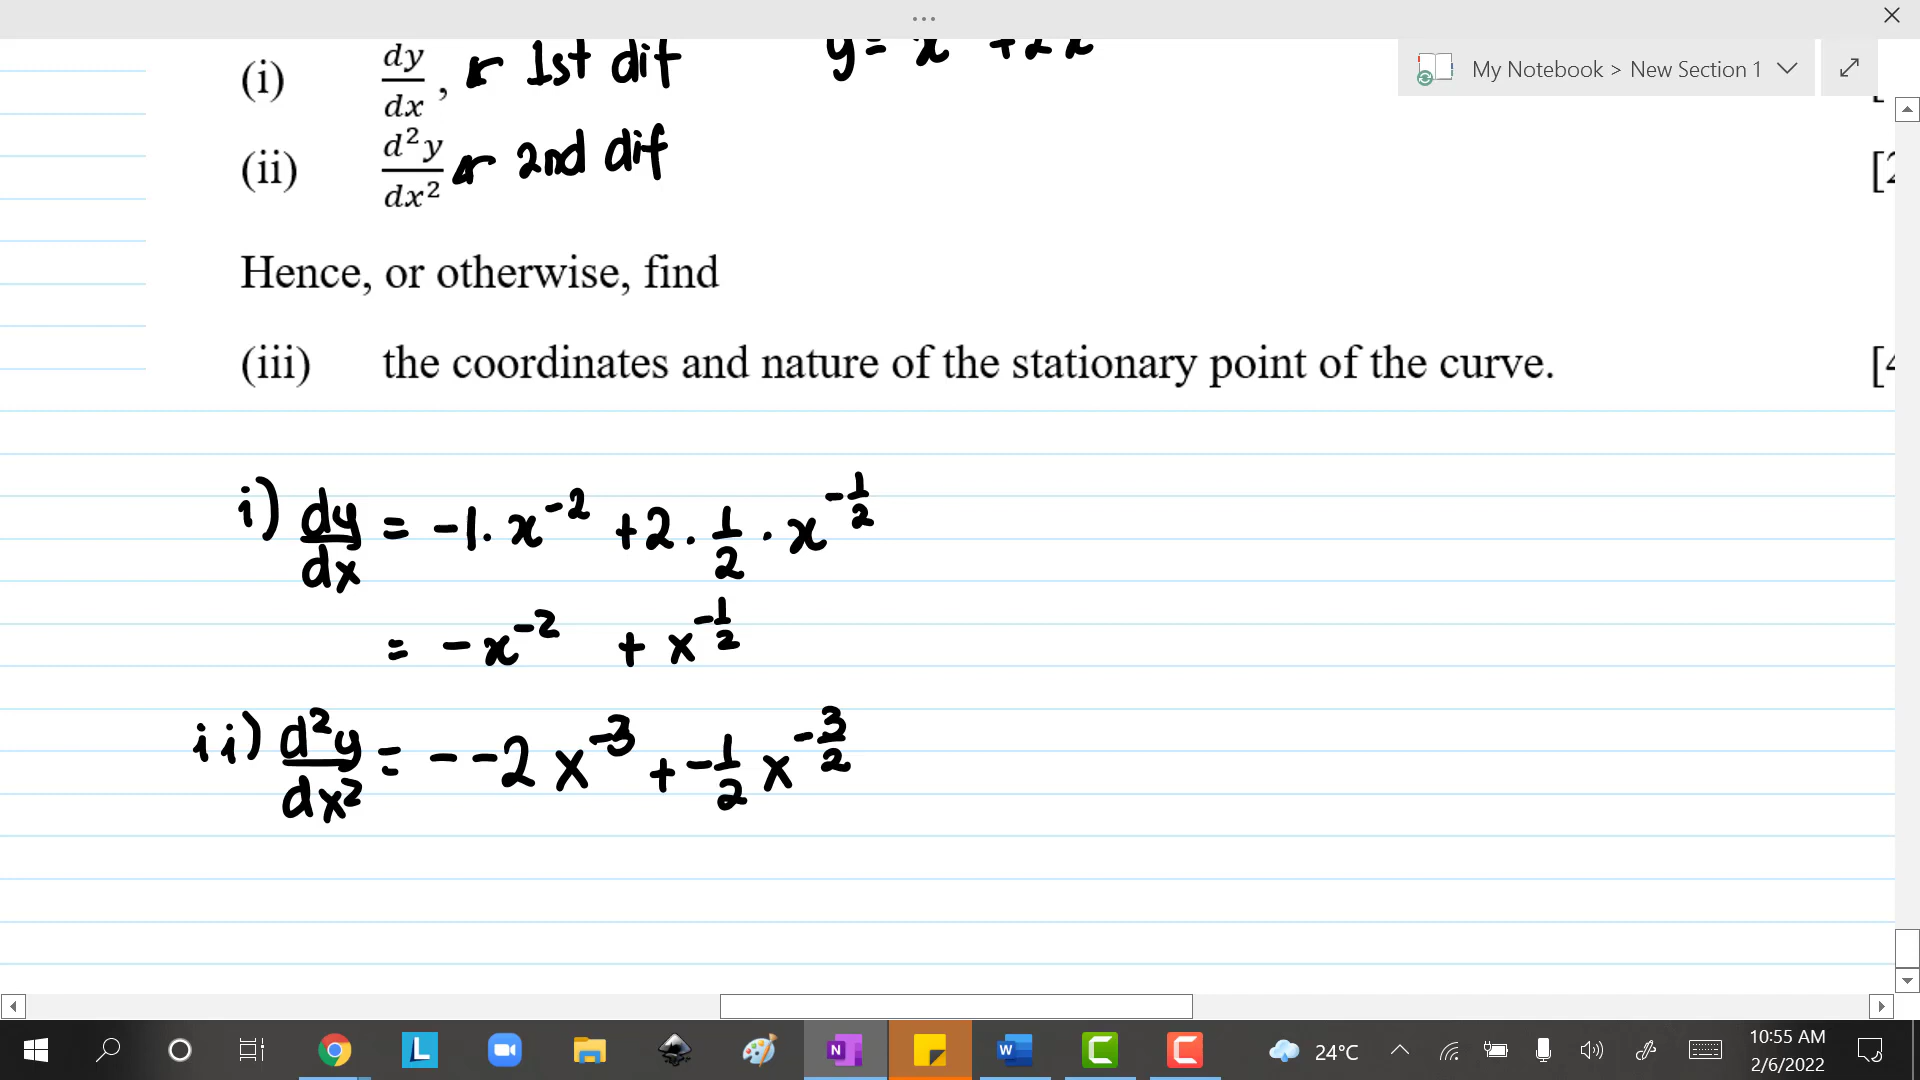 ...
y= x +2x
(i) dy/dx, 1st dif
My Notebook > New Section 1
(ii) d²y/dx² 2nd dif
Hence, or otherwise, find
(iii) the coordinates and nature of the stationary point of the curve.
i) dy/dx = -1. x^-2 +2 . 1/2 . x^-1/2
= -x^-2 + x^-1/2
ii) d²y/dx² = --2 x^-3 + -1/2 x^-3/2
L
N
W
24°C
10:55 AM
2/6/2022